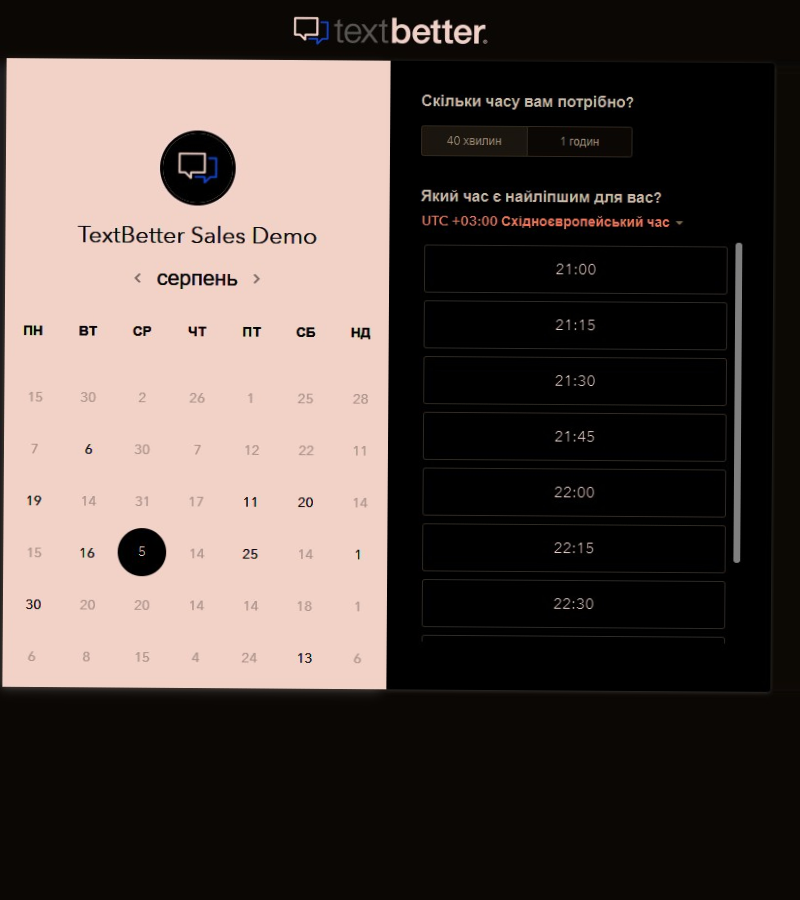 textbetter.
TextBetter Sales Demo
серпень
ПН ВТ СР ЧТ ПТ СБ НД
15 30 2 26 1 25 28
7 6 30 7 12 22 11
19 14 31 17 11 20 14
15 16 5 14 25 14 1
30 20 20 14 14 18 1
6 8 15 4 24 13 6
Скільки часу вам потрібно?
40 хвилин 1 годин
Який час є найліпшим для вас?
UTC +03:00 Східноєвропейський час
21:00
21:15
21:30
21:45
22:00
22:15
22:30